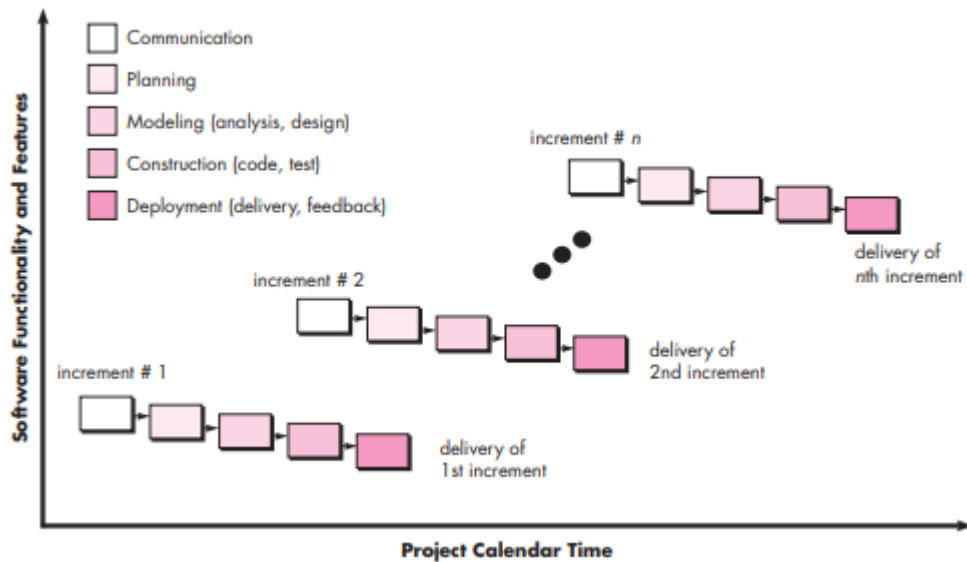 Communication
Planning
Modeling (analysis, design)
Construction (code, test)
Deployment (delivery, feedback)
increment # n
delivery of
nth increment
increment # 2
delivery of
2nd increment
increment # 1
delivery of
1st increment
Software Functionality and Features
Project Calendar Time